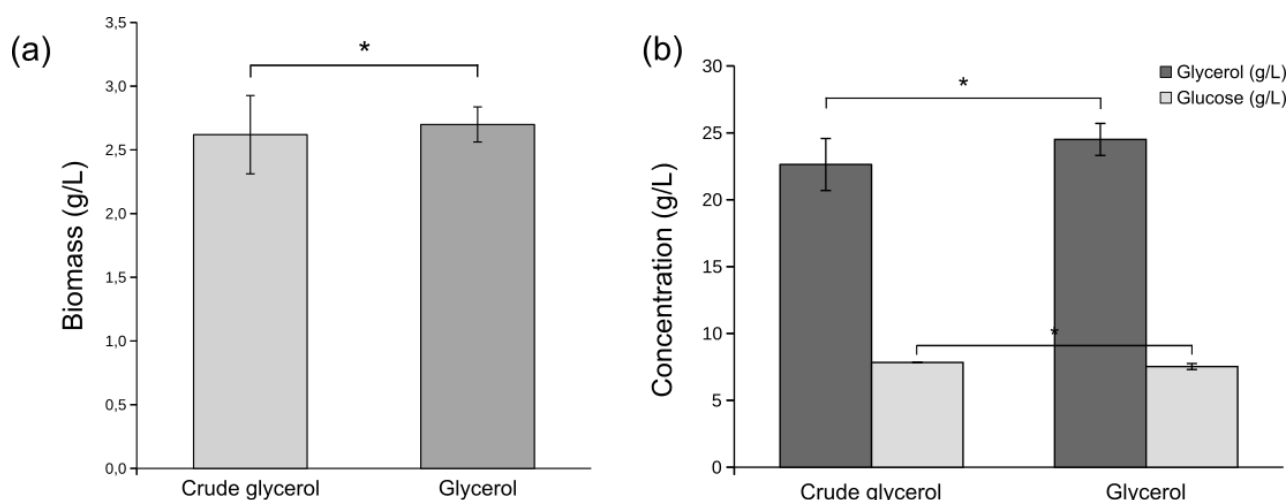 (a)
*
3,5
3,0
2,5
2,0
1,5
1,0
0,5
0,0
Biomass (g/L)
Crude glycerol
Glycerol
(b)
Glycerol (g/L)
Glucose (g/L)
*
*
30
25
20
15
10
5
0
Concentration (g/L)
Crude glycerol
Glycerol